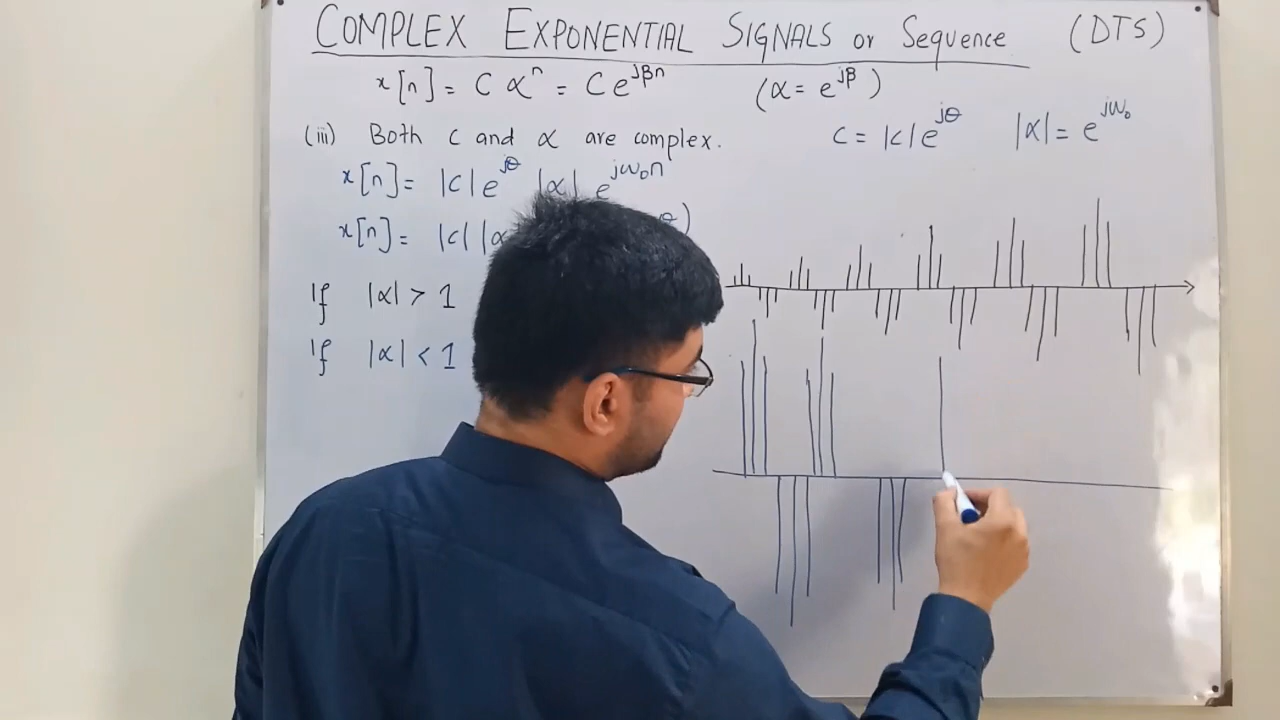 COMPLEX EXPONENTIAL SIGNALS or Sequence (DTS)
x[n] = C α^n = C e^{jβn} (α = e^{jβ})
(iii) Both C and α are complex. C = |C| e^{jθ} |α| = e^{jω₀}
x[n] = |C| e^{jθ} |α| e^{jω₀n}
x[n] = |C| |α θ)
If |α| > 1
If |α| < 1